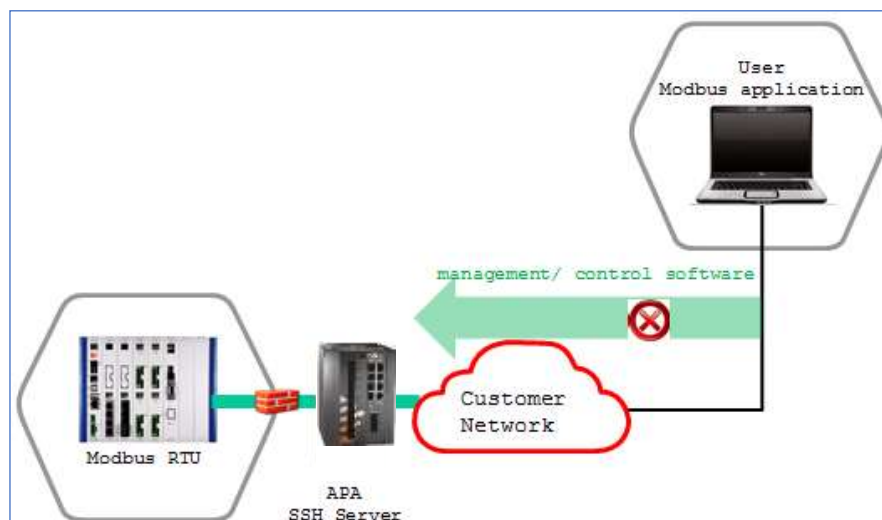 User
Modbus application
management/ control software
Customer
Network
Modbus RTU
APA
SSH Server